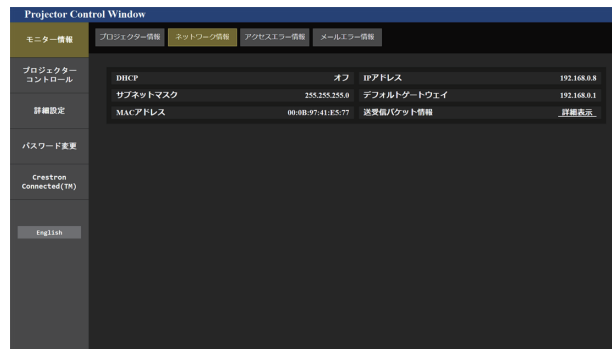 Projector Control Window
モニター情報
プロジェクター情報 ネットワーク情報 アクセスエラー情報 メールエラー情報
プロジェクター
コントロール
詳細設定
パスワード変更
Crestron
Connected(TM)
English
DHCP オフ IPアドレス 192.168.0.8
サブネットマスク 255.255.255.0 デフォルトゲートウェイ 192.168.0.1
MACアドレス 00:0B:97:41:E5:77 送受信パケット情報 詳細表示